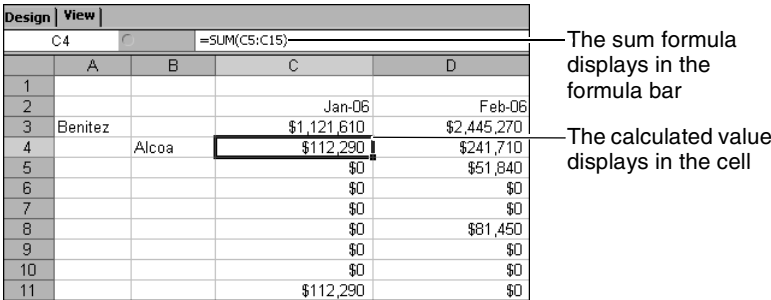 Design View
C4 =SUM(C5:C15)
A B C D
1
2 Jan-06 Feb-06
3 Benitez $1,121,610 $2,445,270
4 Alcoa $112,290 $241,710
5 $0 $51,840
6 $0 $0
7 $0 $0
8 $0 $81,450
9 $0 $0
10 $0 $0
11 $112,290 $0
The sum formula
displays in the
formula bar
The calculated value
displays in the cell